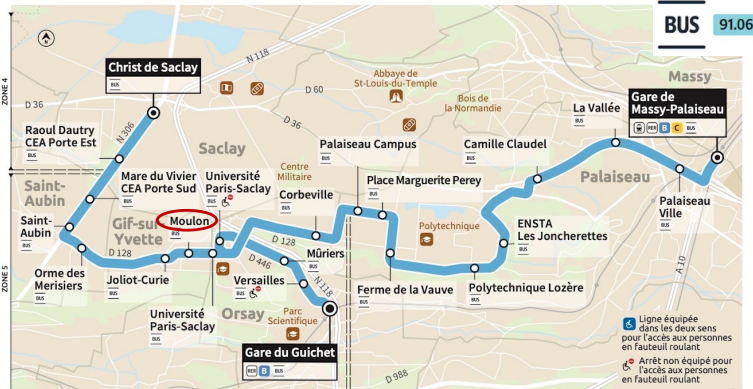 BUS 91.06
Christ de Saclay
BUS
N 118
ZONE 4
D 36
D 60
Abbaye de
St-Louis-du-Temple
Bois de
la Normandie
Massy
Gare de
Massy-Palaiseau
RER B C BUS
La Vallée
BUS
Raoul Dautry
CEA Porte Est
BUS
N 306
D 36
Saclay
Palaiseau Campus
BUS
Camille Claudel
BUS
Mare du Vivier
CEA Porte Sud
BUS
Université
Paris-Saclay
BUS
Centre
Militaire
Corbeville
BUS
Place Marguerite Perey
BUS
Palaiseau
Saint-
Aubin
Palaiseau
Ville
BUS
Saint-
Aubin
BUS
Gif-sur-
Yvette
Moulon
BUS
Polytechnique
ENSTA
Les Joncherettes
BUS
D 128
D 128
Mûriers
BUS
D 446
N 118
A 10
ZONE 5
Orme des
Merisiers
BUS
Joliot-Curie
BUS
Versailles
BUS
Ferme de la Vauve
BUS
Polytechnique Lozère
BUS
Université
Paris-Saclay
BUS
Orsay
Parc
Scientifique
Gare du Guichet
RER B BUS
D 988
Ligne équipée
dans les deux sens
pour l'accès aux personnes
en fauteuil roulant
Arrêt non équipé pour
l'accès aux personnes
en fauteuil roulant